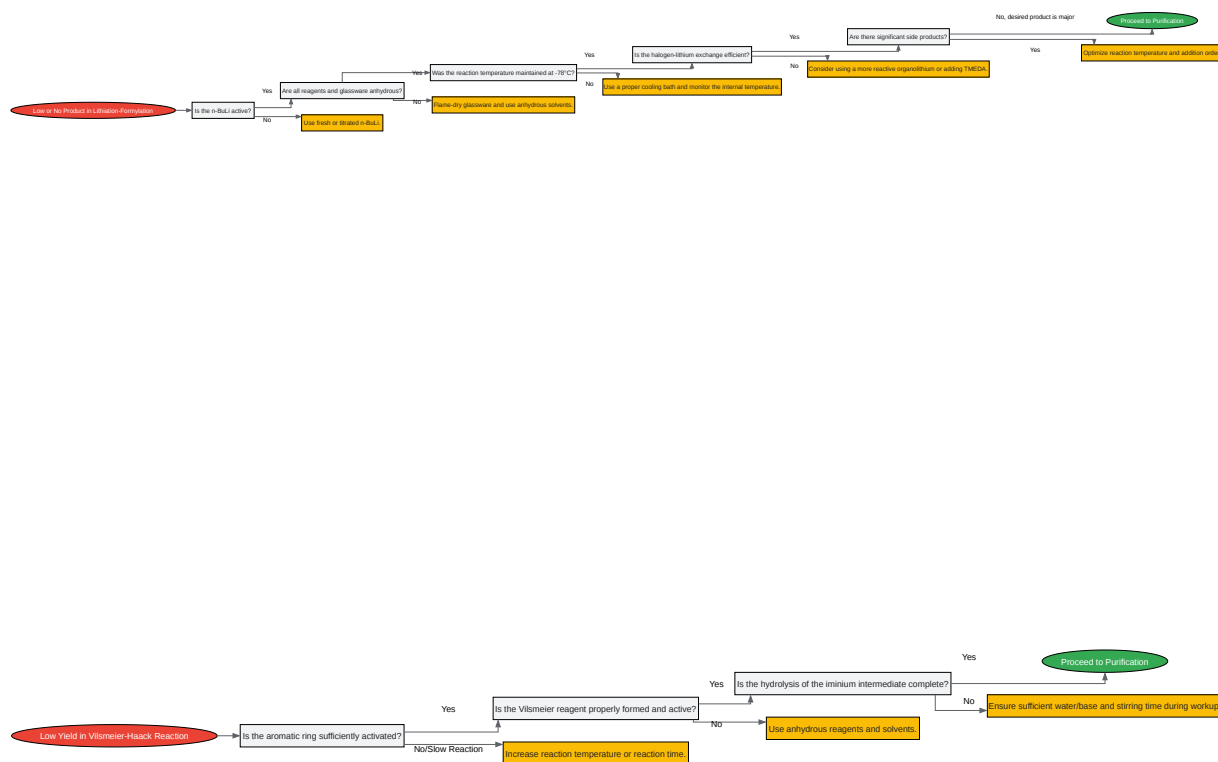 No, desired product is major
Proceed to Purification
Yes
Are there significant side products?
Yes
Optimize reaction temperature and addition orde
Yes
Is the halogen-lithium exchange efficient?
No
Consider using a more reactive organolithium or adding TMEDA.
Yes
Was the reaction temperature maintained at -78°C?
No
Use a proper cooling bath and monitor the internal temperature.
Yes
Are all reagents and glassware anhydrous?
No
Flame-dry glassware and use anhydrous solvents.
Low or No Product in Lithiation-Formylation
Is the n-BuLi active?
No
Use fresh or titrated n-BuLi.
Yes
Proceed to Purification
Yes
Is the hydrolysis of the iminium intermediate complete?
No
Ensure sufficient water/base and stirring time during workup
Yes
Is the Vilsmeier reagent properly formed and active?
No
Use anhydrous reagents and solvents.
Low Yield in Vilsmeier-Haack Reaction
Is the aromatic ring sufficiently activated?
No/Slow Reaction
Increase reaction temperature or reaction time.